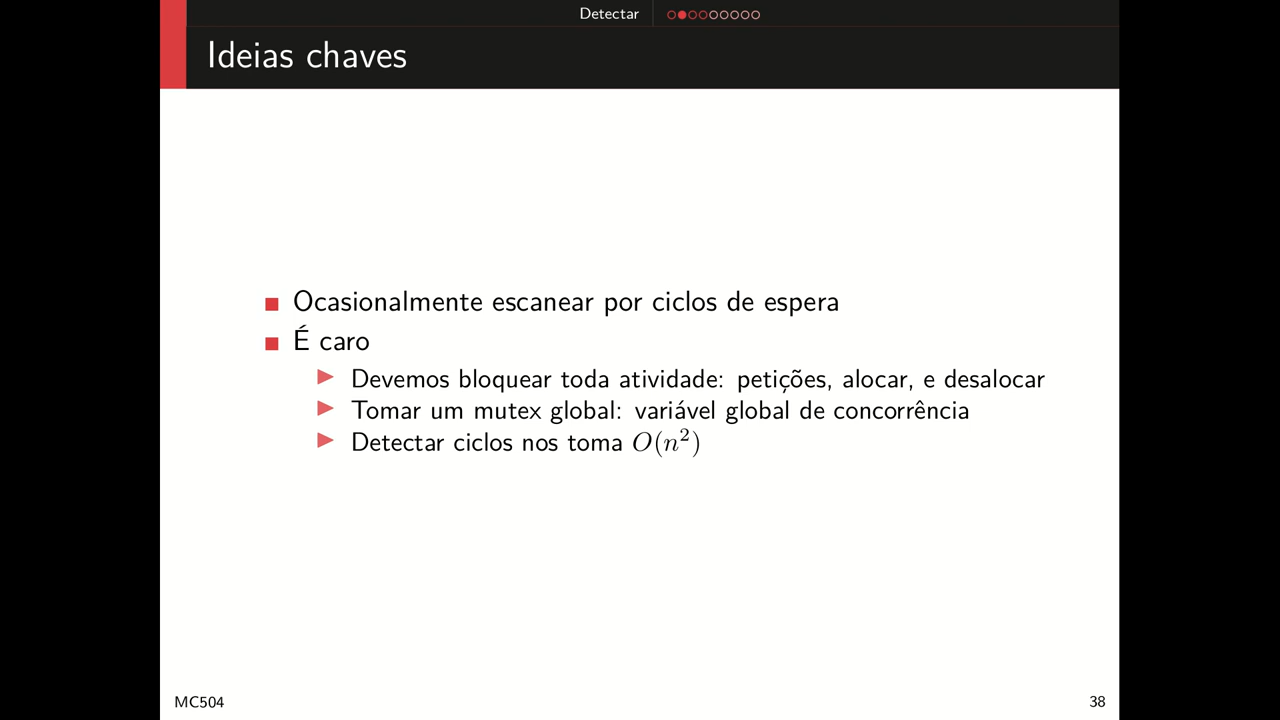 Detectar
Ideias chaves
Ocasionalmente escanear por ciclos de espera
É caro
Devemos bloquear toda atividade: petições, alocar, e desalocar
Tomar um mutex global: variável global de concorrência
Detectar ciclos nos toma O(n²)
MC504
38